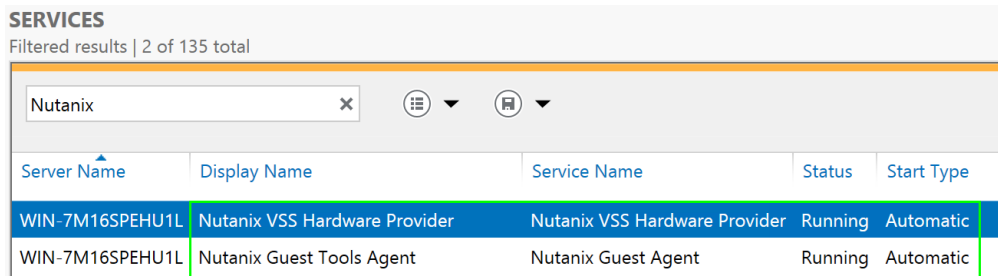 SERVICES
Filtered results | 2 of 135 total
Nutanix
Server Name Display Name Service Name Status Start Type
WIN-7M16SPEHU1L Nutanix VSS Hardware Provider Nutanix VSS Hardware Provider Running Automatic
WIN-7M16SPEHU1L Nutanix Guest Tools Agent Nutanix Guest Agent Running Automatic